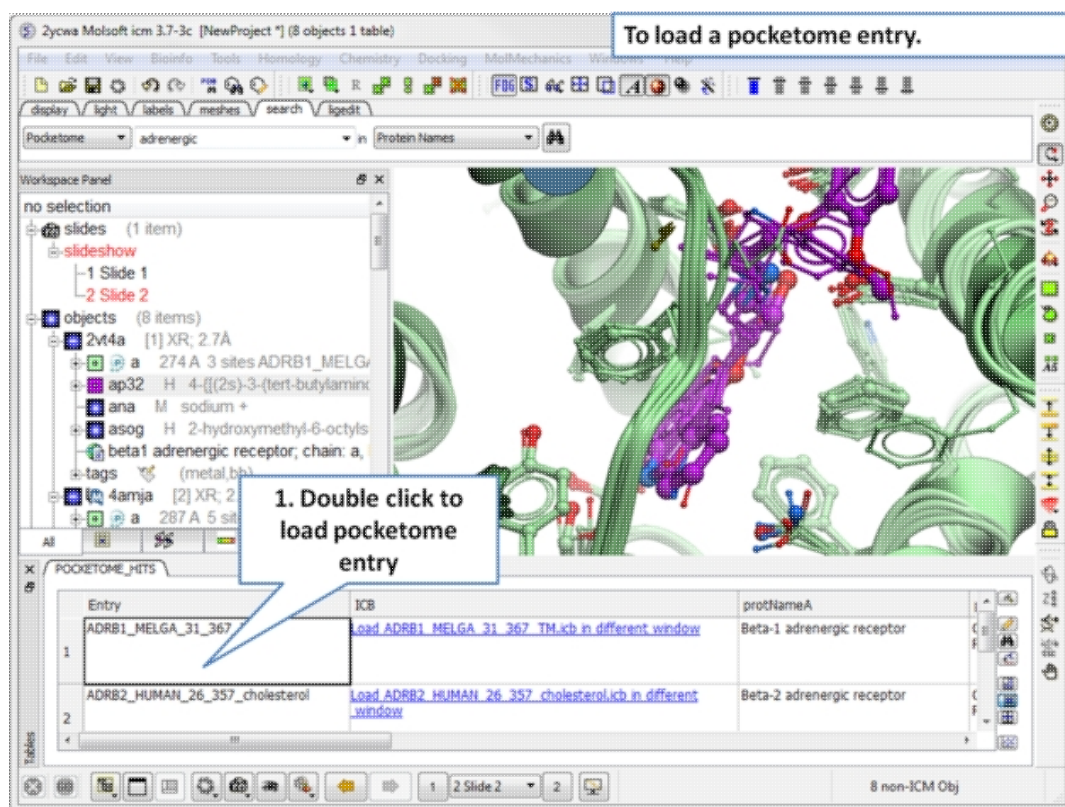 2ycwa Molsoft icm 3.7-3c [NewProject *] (8 objects 1 table)
To load a pocketome entry.
File Edit View Bioinfo Tools Homology Chemistry Docking MolMechanics Windows Help
display light labels meshes search ligedit
Pocketome adrenergic in Protein Names
Workspace Panel
no selection
slides (1 item)
slideshow
1 Slide 1
2 Slide 2
objects (8 items)
2vt4a [1] XR; 2.7Å
a 274 A 3 sites ADRB1_MELGA
ap32 H 4-{[(2s)-3-(tert-butylamino
ana M sodium +
asog H 2-hydroxymethyl-6-octyls
beta1 adrenergic receptor; chain: a,
tags (metal,bb)
4amja [2] XR; 2
a 287 A 5 sit
All
1. Double click to
load pocketome
entry
POCKETOME_HITS
Entry ICB protNameA
1 ADRB1_MELGA_31_367 Load ADRB1_MELGA_31_367_TM.icb in different window Beta-1 adrenergic receptor
2 ADRB2_HUMAN_26_357_cholesterol Load ADRB2_HUMAN_26_357_cholesterol.icb in different Beta-2 adrenergic receptor
window
Tables
1 2 Slide 2 2 8 non-ICM Obj